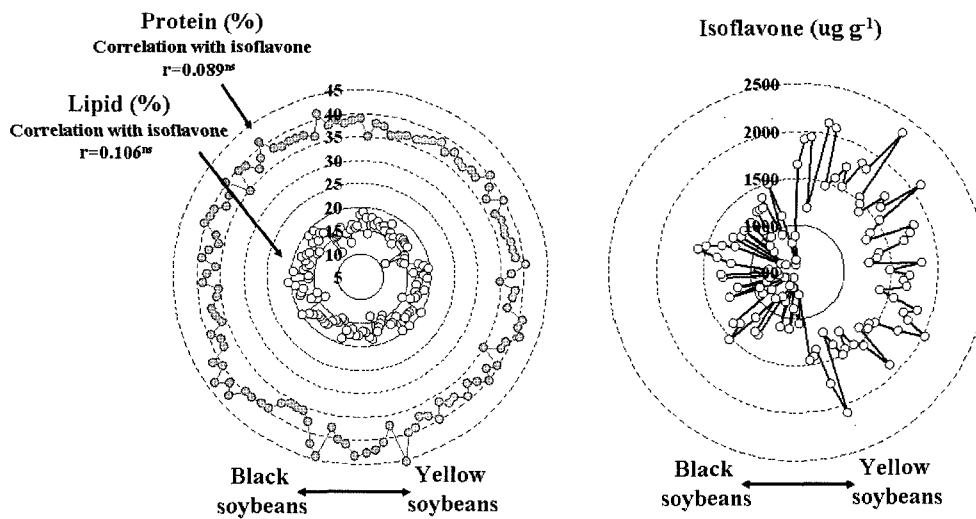 Protein (%)
Correlation with isoflavone
r=0.089ⁿˢ
Lipid (%)
Correlation with isoflavone
r=0.106ⁿˢ
45
40
35
30
25
20
15
10
5
Black
soybeans
Yellow
soybeans
Isoflavone (ug g⁻¹)
2500
2000
1500
1000
500
Black
soybeans
Yellow
soybeans